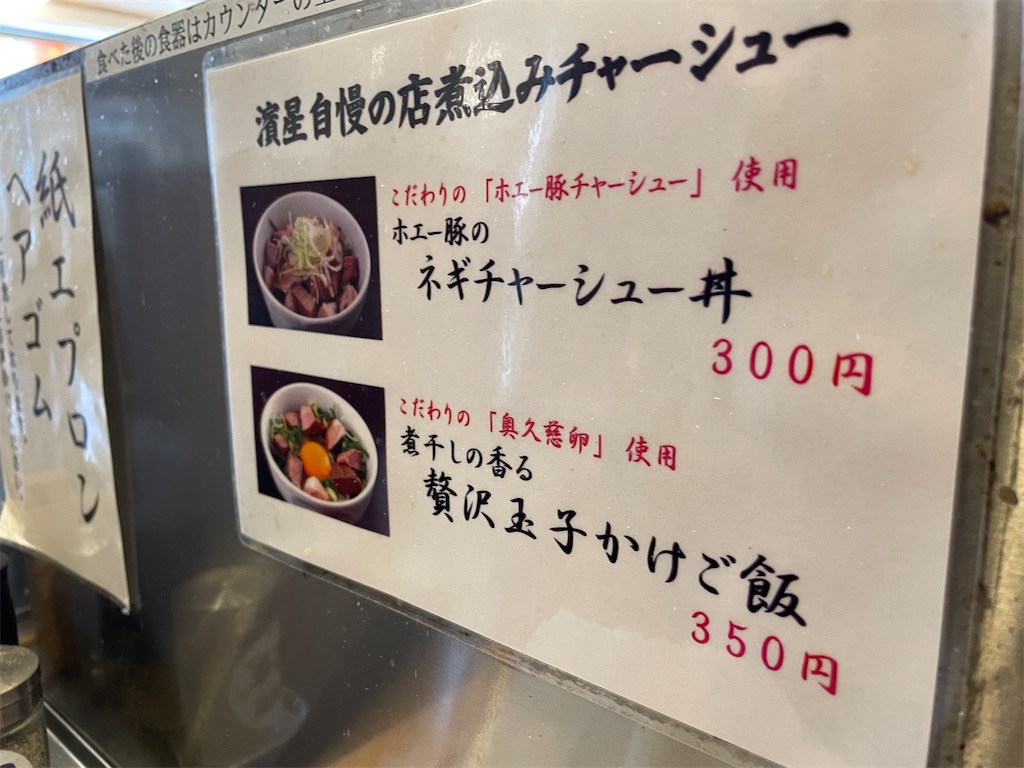 食べた後の食器はカウンターの上
紙エプロン
ヘアゴム
濱星自慢の店煮込みチャーシュー
こだわりの「ホエー豚チャーシュー」使用
ホエー豚の
ネギチャーシュー丼
300円
こだわりの「奥久慈卵」使用
煮干しの香る
贅沢玉子かけご飯
350円